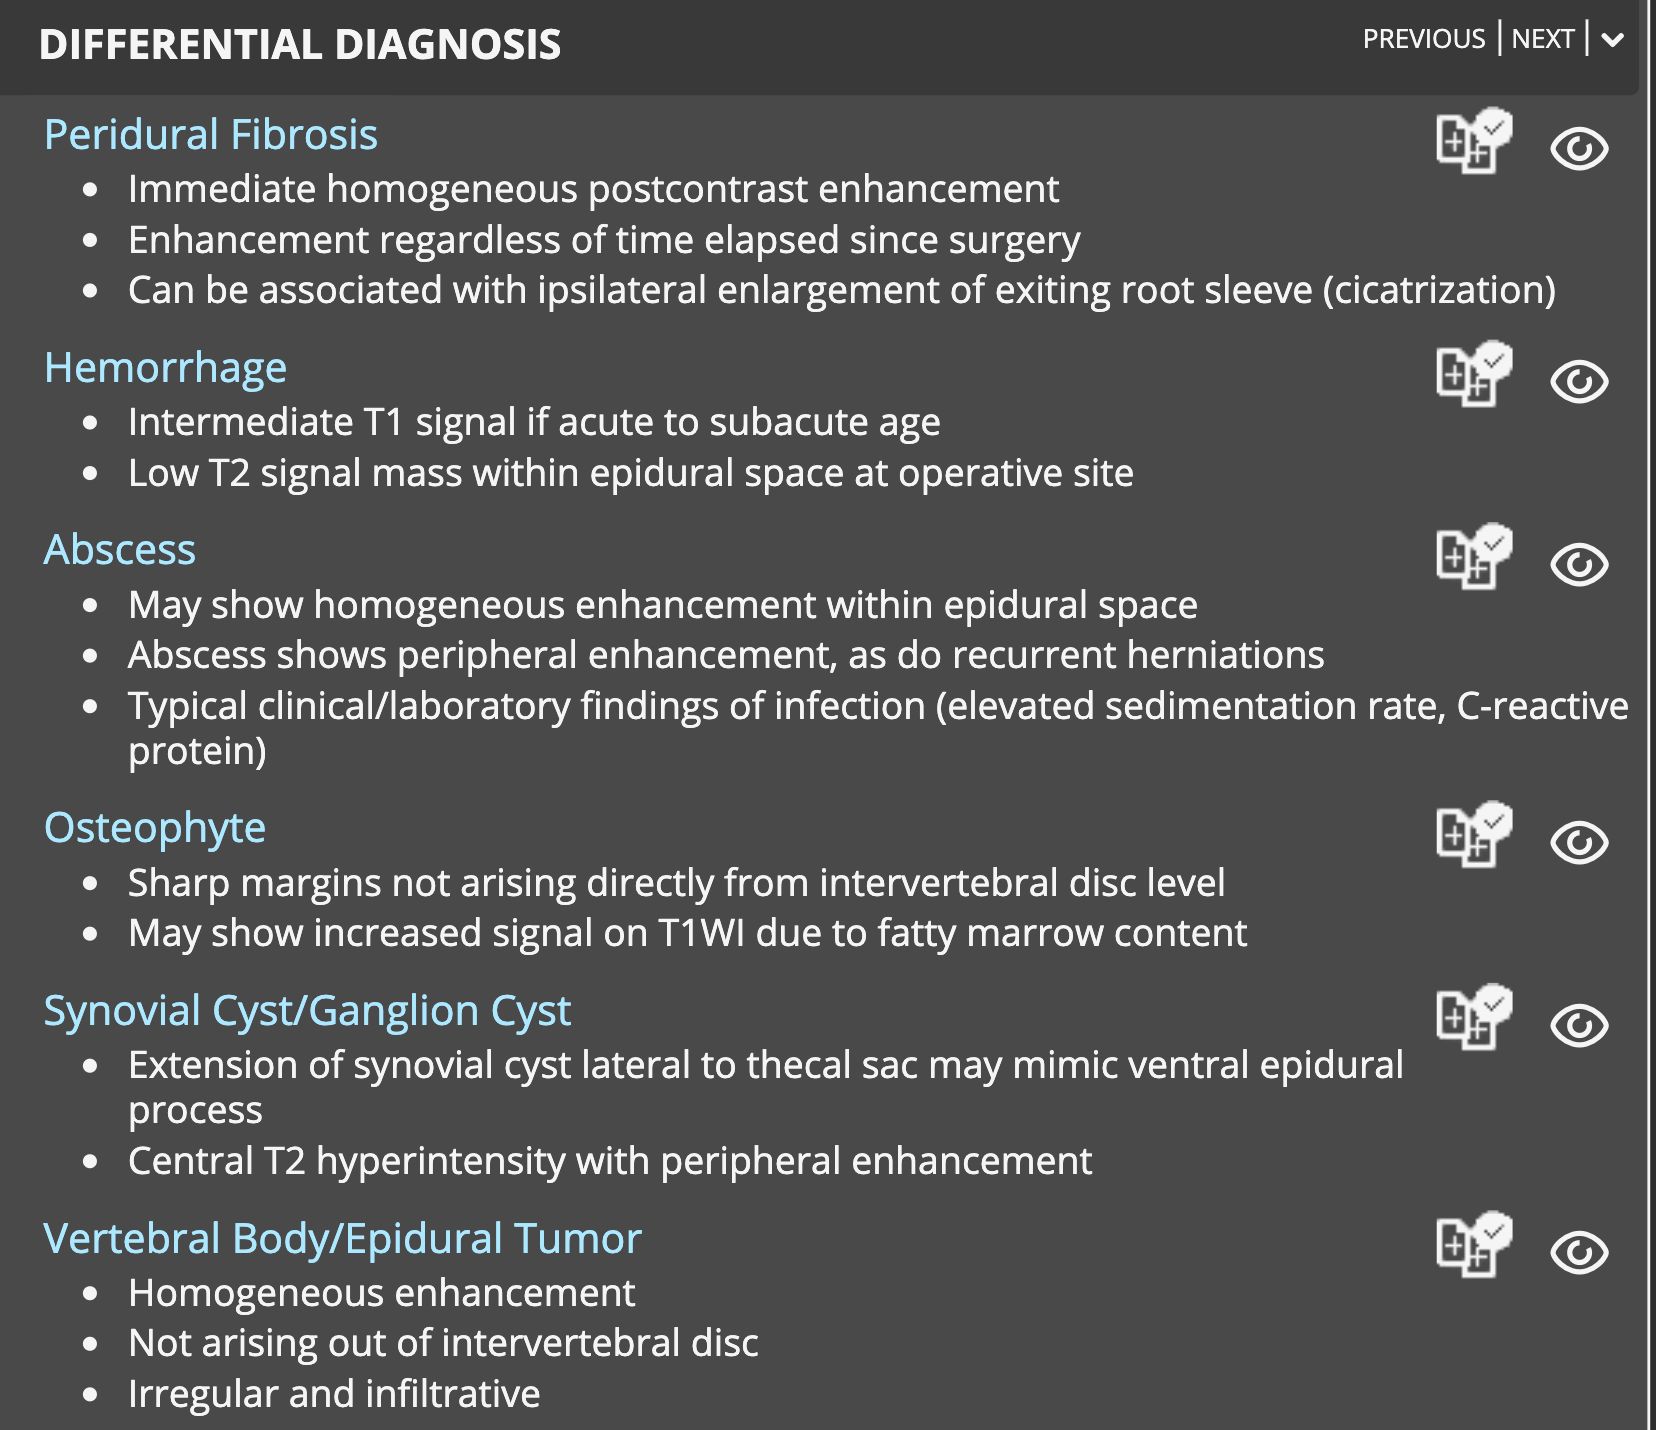 DIFFERENTIAL DIAGNOSIS
PREVIOUS | NEXT |
Peridural Fibrosis
• Immediate homogeneous postcontrast enhancement
• Enhancement regardless of time elapsed since surgery
• Can be associated with ipsilateral enlargement of exiting root sleeve (cicatrization)
Hemorrhage
• Intermediate T1 signal if acute to subacute age
• Low T2 signal mass within epidural space at operative site
Abscess
• May show homogeneous enhancement within epidural space
• Abscess shows peripheral enhancement, as do recurrent herniations
• Typical clinical/laboratory findings of infection (elevated sedimentation rate, C-reactive
protein)
Osteophyte
• Sharp margins not arising directly from intervertebral disc level
• May show increased signal on T1WI due to fatty marrow content
Synovial Cyst/Ganglion Cyst
• Extension of synovial cyst lateral to thecal sac may mimic ventral epidural
process
• Central T2 hyperintensity with peripheral enhancement
Vertebral Body/Epidural Tumor
• Homogeneous enhancement
• Not arising out of intervertebral disc
• Irregular and infiltrative